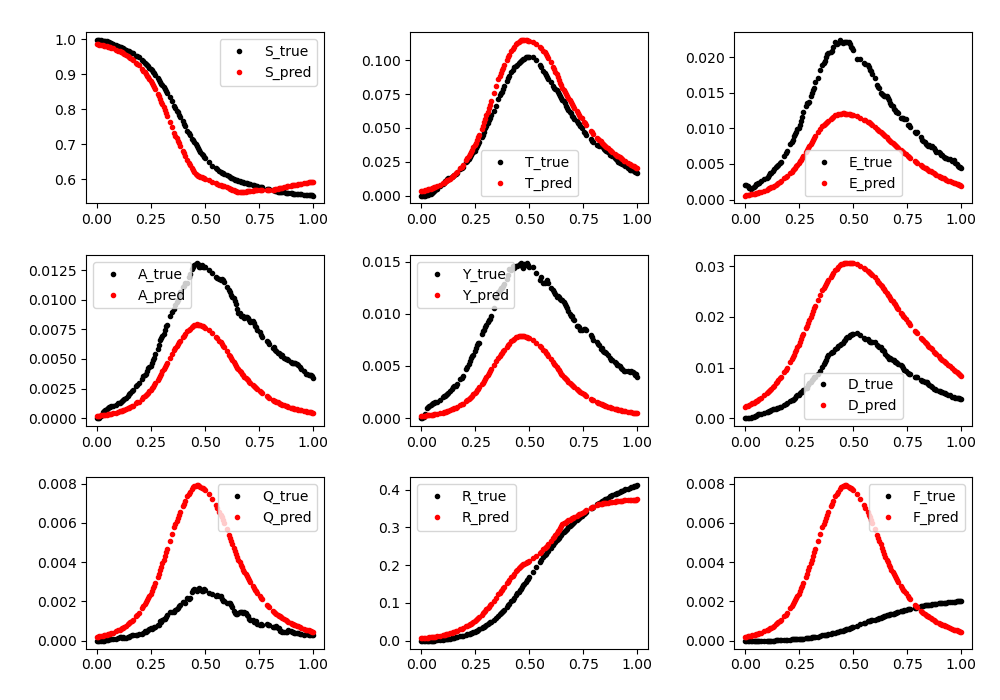 1.0
0.9
0.8
0.7
0.6
S_true
S_pred
0.00 0.25 0.50 0.75 1.00
0.100
0.075
0.050
0.025
0.000
T_true
T_pred
0.00 0.25 0.50 0.75 1.00
0.020
0.015
0.010
0.005
0.000
E_true
E_pred
0.00 0.25 0.50 0.75 1.00
0.0125
0.0100
0.0075
0.0050
0.0025
0.0000
A_true
A_pred
0.00 0.25 0.50 0.75 1.00
0.015
0.010
0.005
0.000
Y_true
Y_pred
0.00 0.25 0.50 0.75 1.00
0.03
0.02
0.01
0.00
D_true
D_pred
0.00 0.25 0.50 0.75 1.00
0.008
0.006
0.004
0.002
0.000
Q_true
Q_pred
0.00 0.25 0.50 0.75 1.00
0.4
0.3
0.2
0.1
0.0
R_true
R_pred
0.00 0.25 0.50 0.75 1.00
0.008
0.006
0.004
0.002
0.000
F_true
F_pred
0.00 0.25 0.50 0.75 1.00